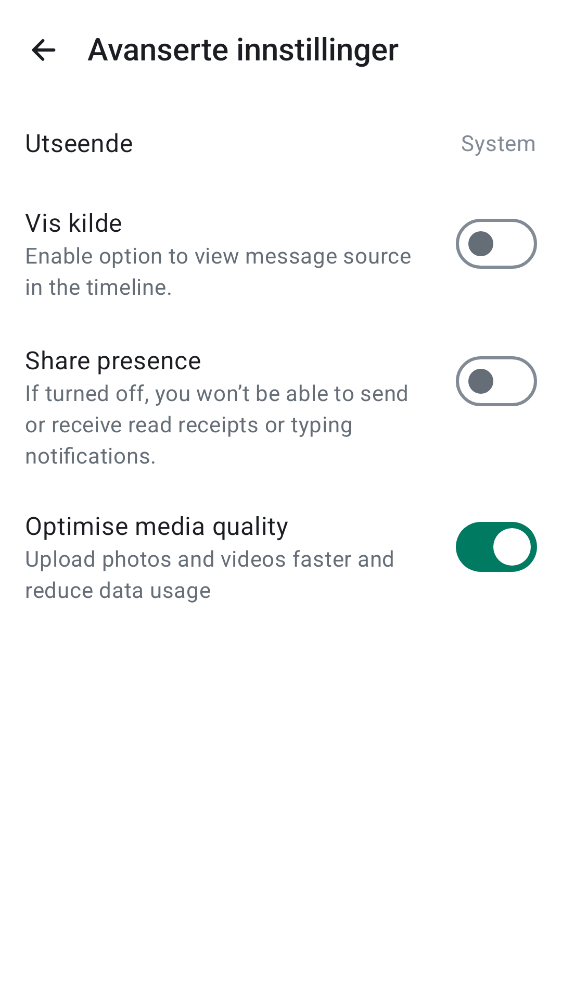 Avanserte innstillinger
Utseende
System
Vis kilde
Enable option to view message source
in the timeline.
Share presence
If turned off, you won’t be able to send
or receive read receipts or typing
notifications.
Optimise media quality
Upload photos and videos faster and
reduce data usage